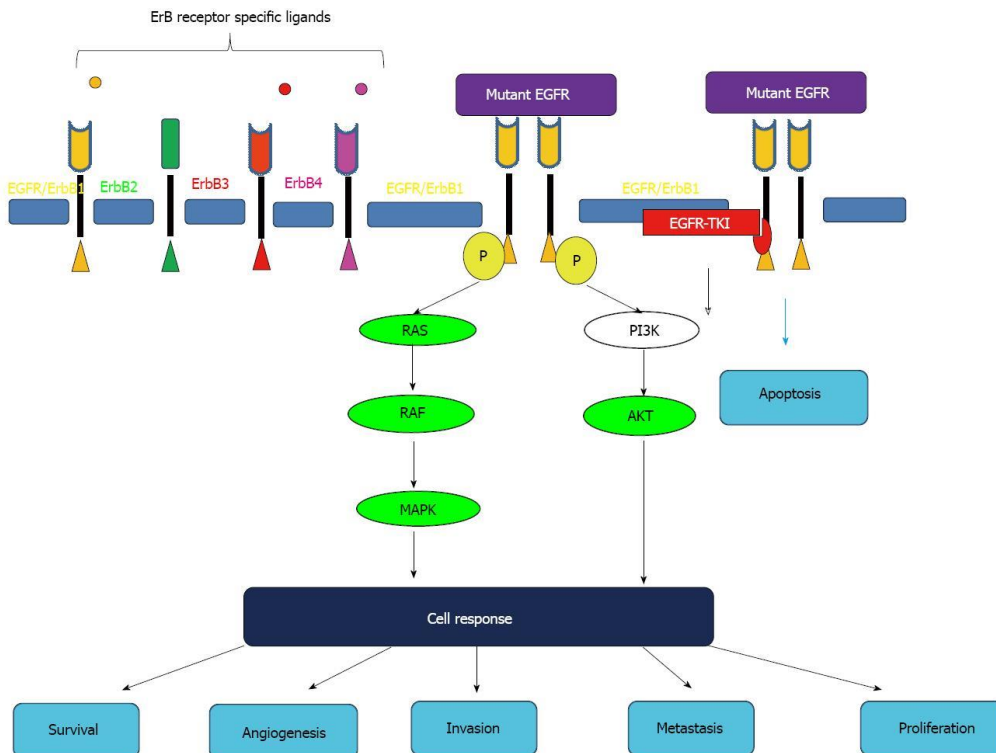 ErB receptor specific ligands
Mutant EGFR
Mutant EGFR
EGFR/ErbB1
ErbB2
ErbB3
ErbB4
EGFR/ErbB1
EGFR/ErbB1
EGFR-TKI
P
P
RAS
PI3K
RAF
AKT
Apoptosis
MAPK
Cell response
Survival
Angiogenesis
Invasion
Metastasis
Proliferation